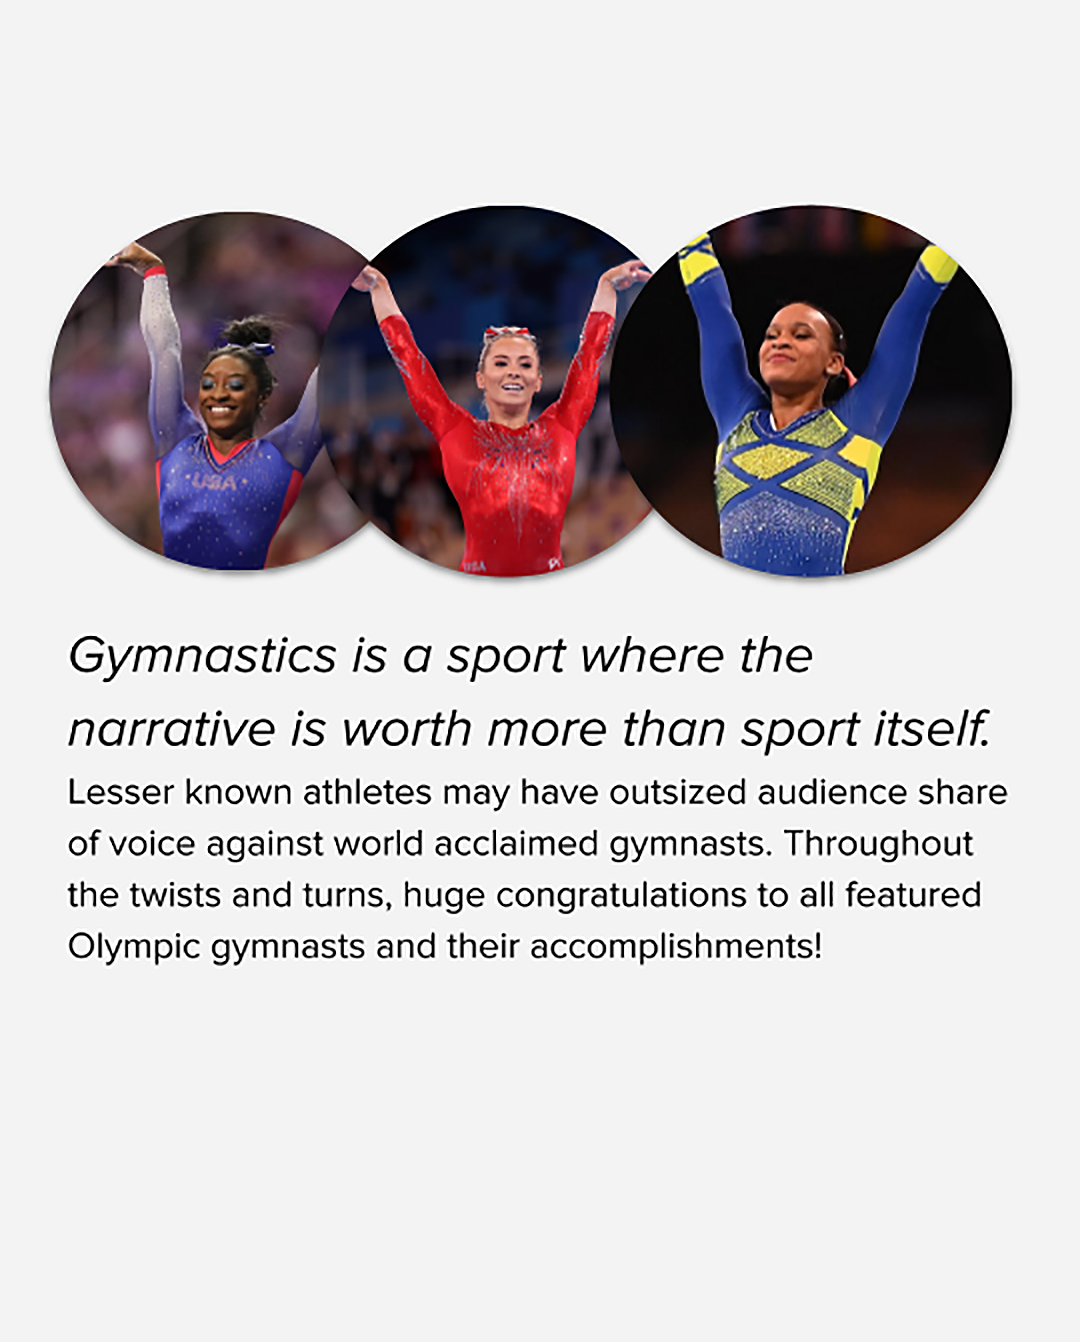 USA
USA
Gymnastics is a sport where the
narrative is worth more than sport itself.
Lesser known athletes may have outsized audience share
of voice against world acclaimed gymnasts. Throughout
the twists and turns, huge congratulations to all featured
Olympic gymnasts and their accomplishments!